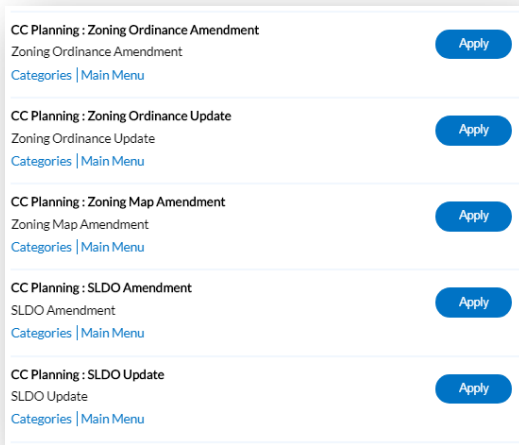 CC Planning : Zoning Ordinance Amendment
Apply
Zoning Ordinance Amendment
Categories | Main Menu
CC Planning : Zoning Ordinance Update
Apply
Zoning Ordinance Update
Categories | Main Menu
CC Planning : Zoning Map Amendment
Apply
Zoning Map Amendment
Categories | Main Menu
CC Planning : SLDO Amendment
Apply
SLDO Amendment
Categories | Main Menu
CC Planning : SLDO Update
Apply
SLDO Update
Categories | Main Menu